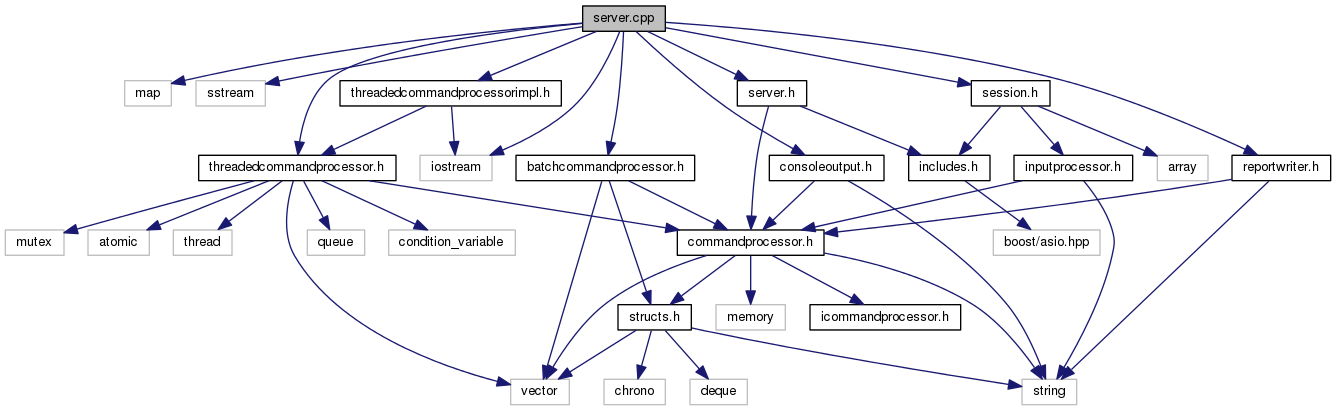 server.cpp
map
sstream
threadedcommandprocessorimpl.h
server.h
session.h
threadedcommandprocessor.h
iostream
batchcommandprocessor.h
consoleoutput.h
includes.h
inputprocessor.h
array
reportwriter.h
mutex
atomic
thread
queue
condition_variable
commandprocessor.h
boost/asio.hpp
structs.h
memory
icommandprocessor.h
vector
chrono
deque
string